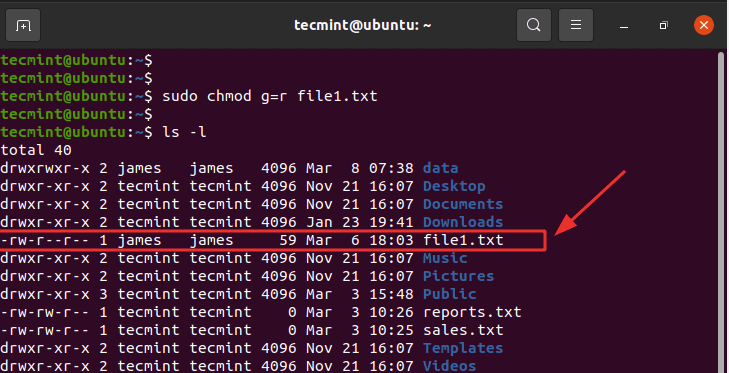 tecmint@ubuntu: ~
tecmint@ubuntu:~$
tecmint@ubuntu:~$
tecmint@ubuntu:~$ sudo chmod g=r file1.txt
tecmint@ubuntu:~$
tecmint@ubuntu:~$ ls -l
total 40
drwxrwxr-x 2 james   james   4096 Mar  8 07:38 data
drwxr-xr-x 2 tecmint tecmint 4096 Nov 21 16:07 Desktop
drwxr-xr-x 2 tecmint tecmint 4096 Nov 21 16:07 Documents
drwxr-xr-x 2 tecmint tecmint 4096 Jan 23 19:41 Downloads
-rw-r--r-- 1 james   james     59 Mar  6 18:03 file1.txt
drwxr-xr-x 2 tecmint tecmint 4096 Nov 21 16:07 Music
drwxr-xr-x 2 tecmint tecmint 4096 Nov 21 16:07 Pictures
drwxr-xr-x 3 tecmint tecmint 4096 Mar  3 15:48 Public
-rw-rw-r-- 1 tecmint tecmint    0 Mar  3 10:26 reports.txt
-rw-rw-r-- 1 tecmint tecmint    0 Mar  3 10:25 sales.txt
drwxr-xr-x 2 tecmint tecmint 4096 Nov 21 16:07 Templates
drwxr-xr-x 2 tecmint tecmint 4096 Nov 21 16:07 Videos